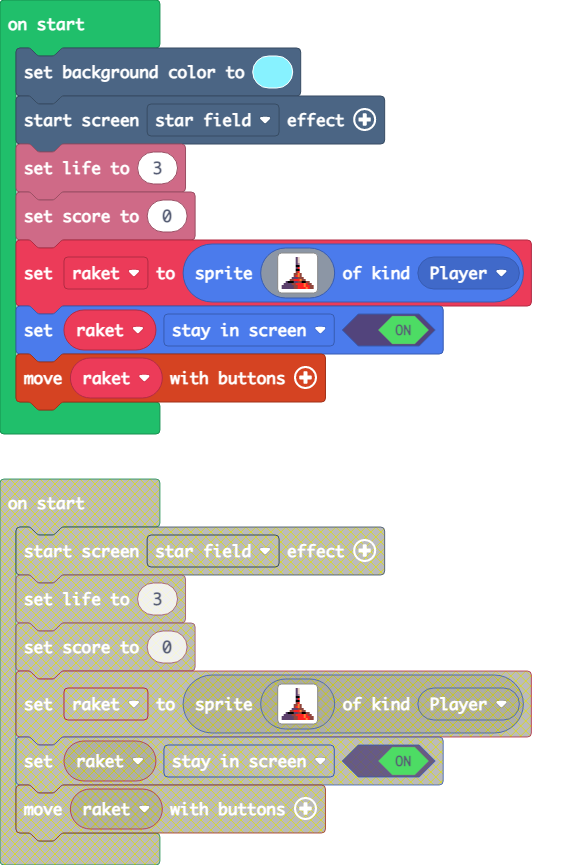 on start
set background color to
start screen star field effect
set life to 3
set score to 0
set raket to sprite of kind Player
set raket stay in screen ON
move raket with buttons
on start
start screen star field effect
set life to 3
set score to 0
set raket to sprite of kind Player
set raket stay in screen ON
move raket with buttons